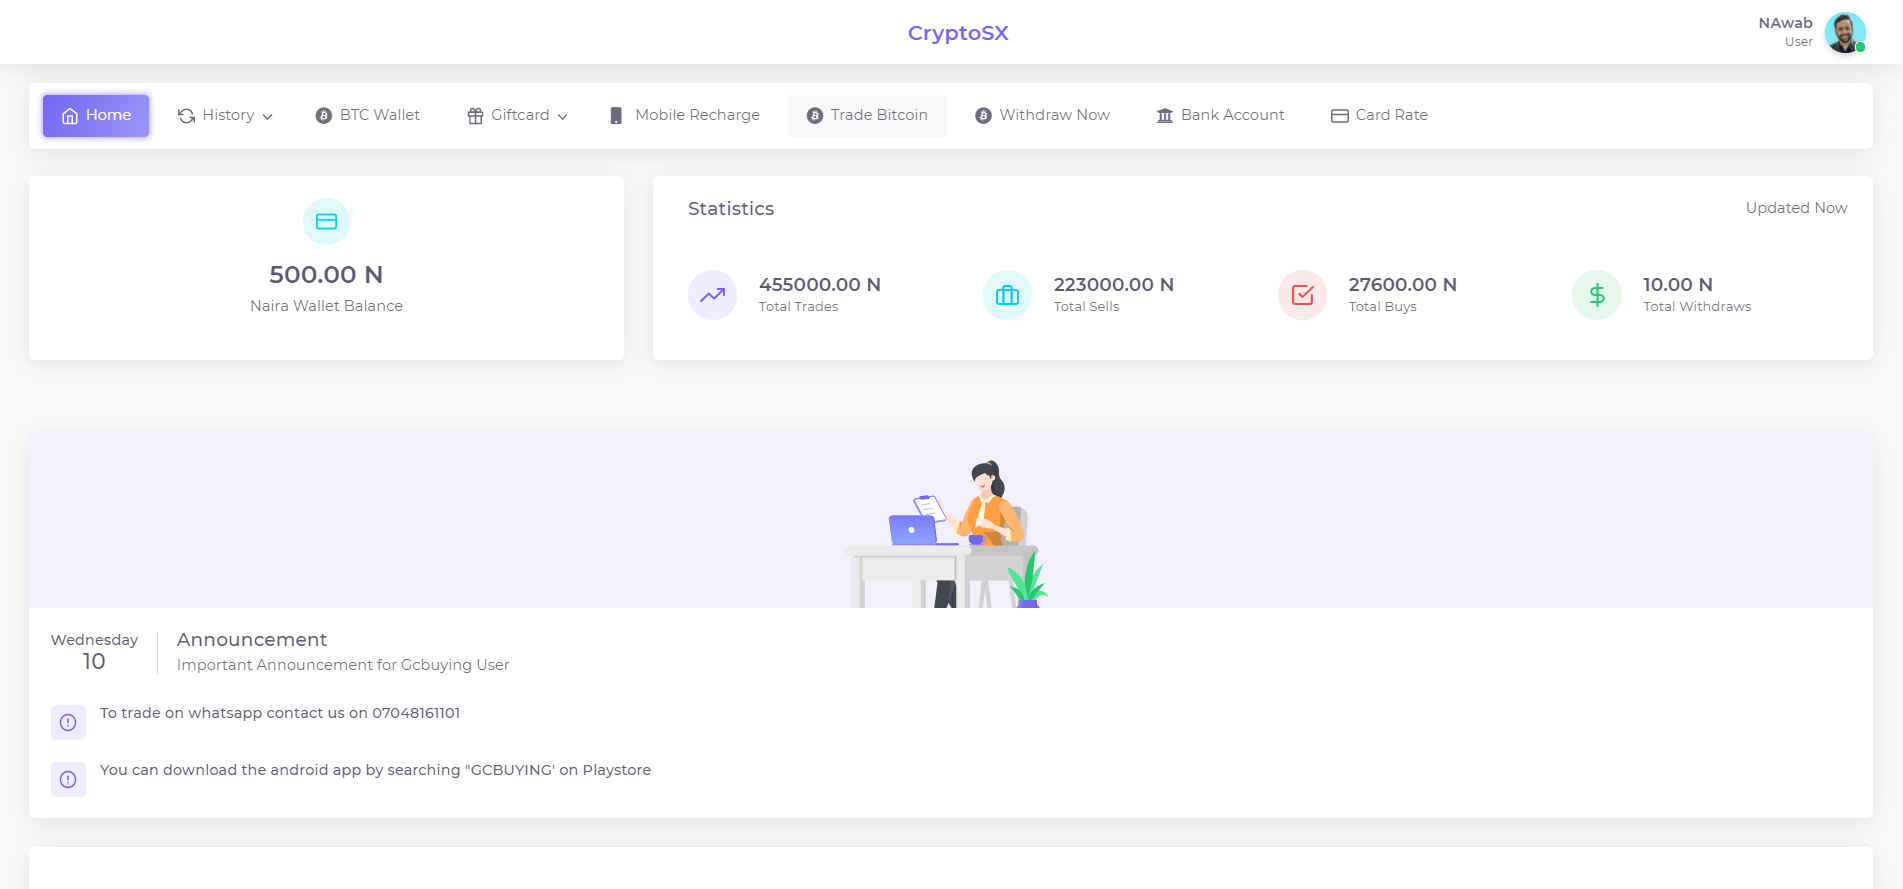 CryptoSX
NAwab
User
Home
History
BTC Wallet
Giftcard
Mobile Recharge
Trade Bitcoin
Withdraw Now
Bank Account
Card Rate
500.00 N
Naira Wallet Balance
Statistics
Updated Now
455000.00 N
Total Trades
223000.00 N
Total Sells
27600.00 N
Total Buys
10.00 N
Total Withdraws
Wednesday
10
Announcement
Important Announcement for Gcbuying User
To trade on whatsapp contact us on 07048161101
You can download the android app by searching "GCBUYING' on Playstore